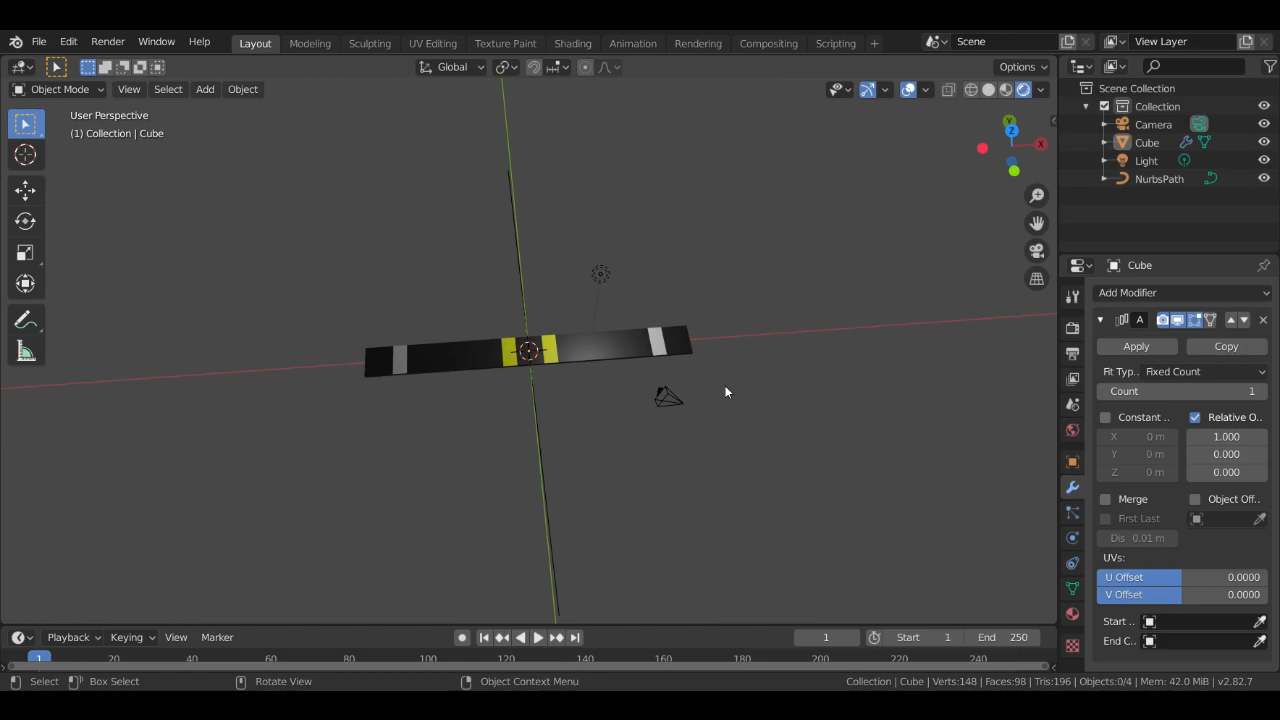 File Edit Render Window Help Layout Modeling Sculpting UV Editing Texture Paint Shading Animation Rendering Compositing Scripting + Scene View Layer
Global Options
Object Mode View Select Add Object
User Perspective
(1) Collection | Cube
Y
Z
X
Scene Collection
Collection
Camera
Cube
Light
NurbsPath
Cube
Add Modifier
A
Apply Copy
Fit Typ.. Fixed Count
Count 1
Constant .. Relative O..
X 0 m 1.000
Y 0 m 0.000
Z 0 m 0.000
Merge Object Off..
First Last
Dis 0.01 m
UVs:
U Offset 0.0000
V Offset 0.0000
Start ..
End C..
Playback Keying View Marker 1 Start 1 End 250
1 20 40 60 80 100 120 140 160 180 200 220 240
Select Box Select Rotate View Object Context Menu Collection | Cube | Verts:148 | Faces:98 | Tris:196 | Objects:0/4 | Mem: 42.0 MiB | v2.82.7